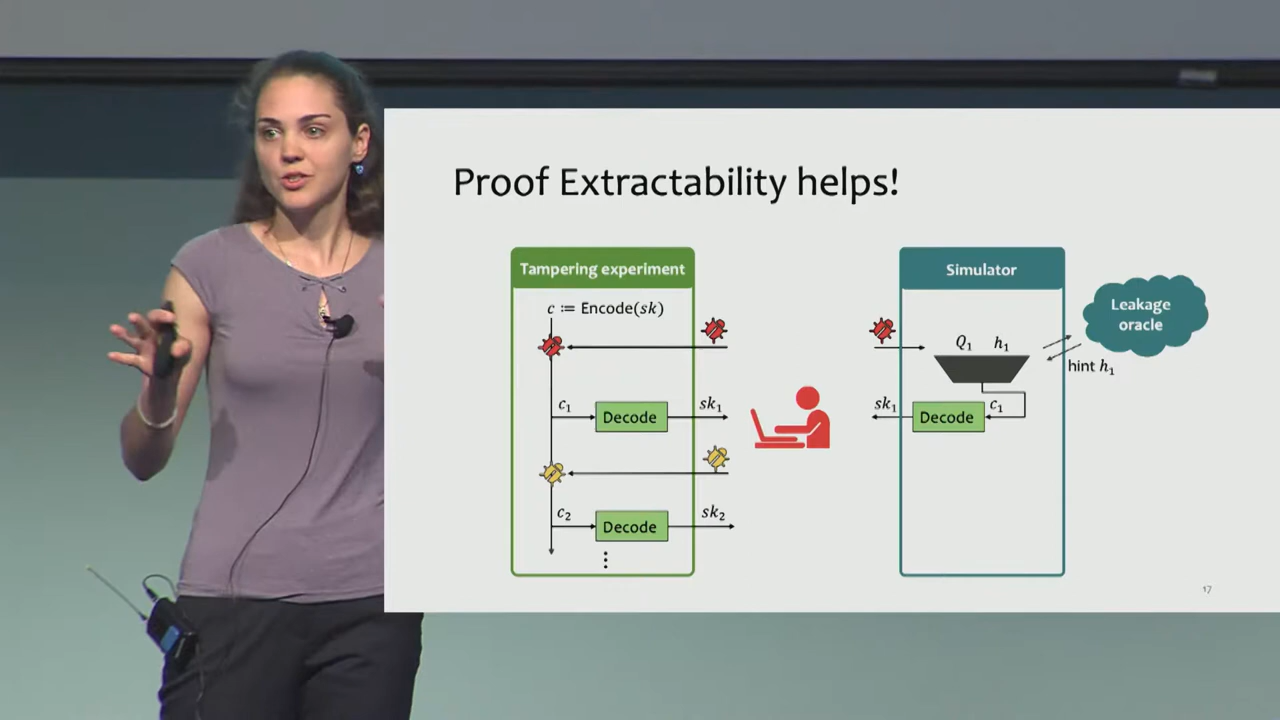 Proof Extractability helps!
Tampering experiment
c := Encode(sk)
c₁
Decode
sk₁
c₂
Decode
sk₂
⋮
Simulator
Q₁ h₁
sk₁
Decode
c₁
Leakage
oracle
hint h₁
17